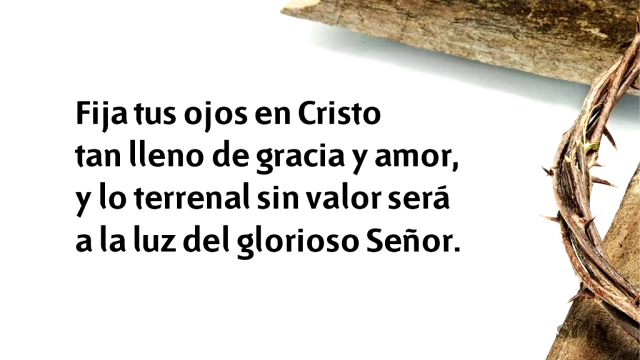 Fija tus ojos en Cristo
tan lleno de gracia y amor,
y lo terrenal sin valor será
a la luz del glorioso Señor.